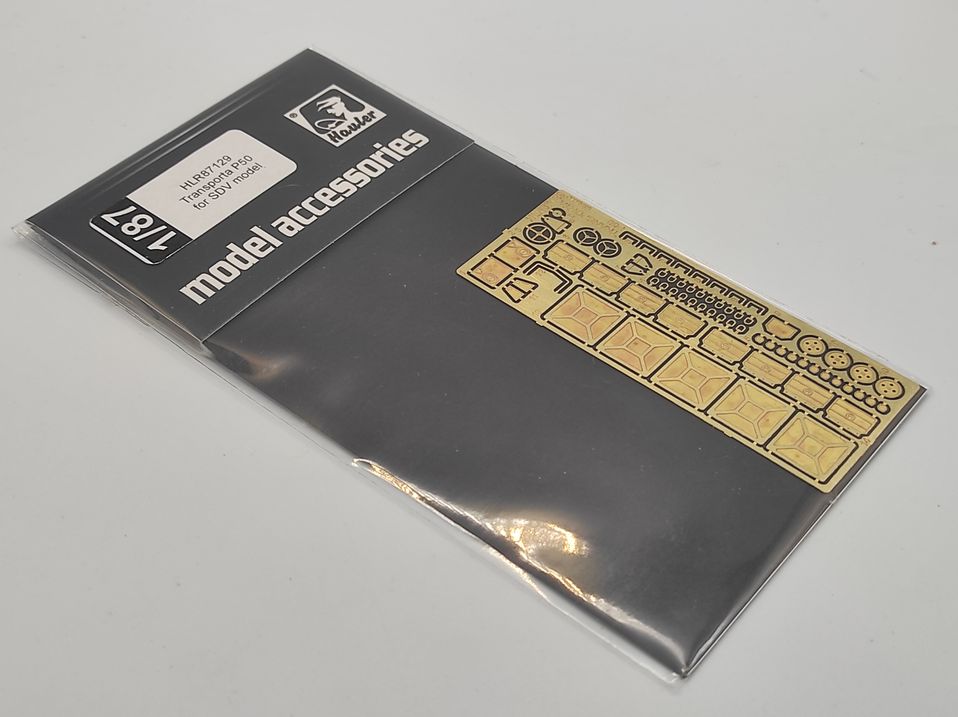 HLR87129
Transporta P50
for SDV model
1/87
® Hauler
model accessories